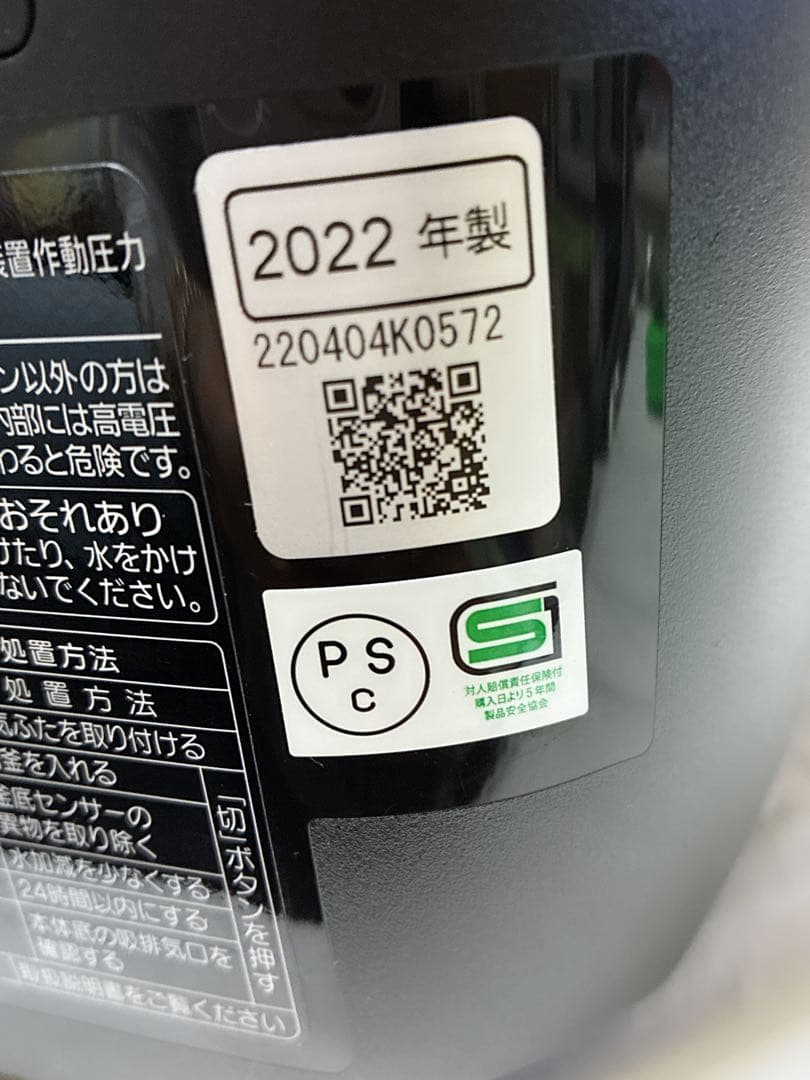 置作動圧力
ン以外の方は
内部には高電圧
わると危険です。
おそれあり
けたり、水をかけ
ないでください。
処置方法
処置方法
気ふたを取り付ける
釜を入れる
釜底センサーの
異物を取り除く
水加減を少なくする
24時間以内にする
本体底の吸排気口を
確認する
「切」ボタンを押す
取扱説明書をご覧ください
2022 年製
220404K0572
PS
C
SG
対人賠償責任保険付
購入日より5年間
製品安全協会